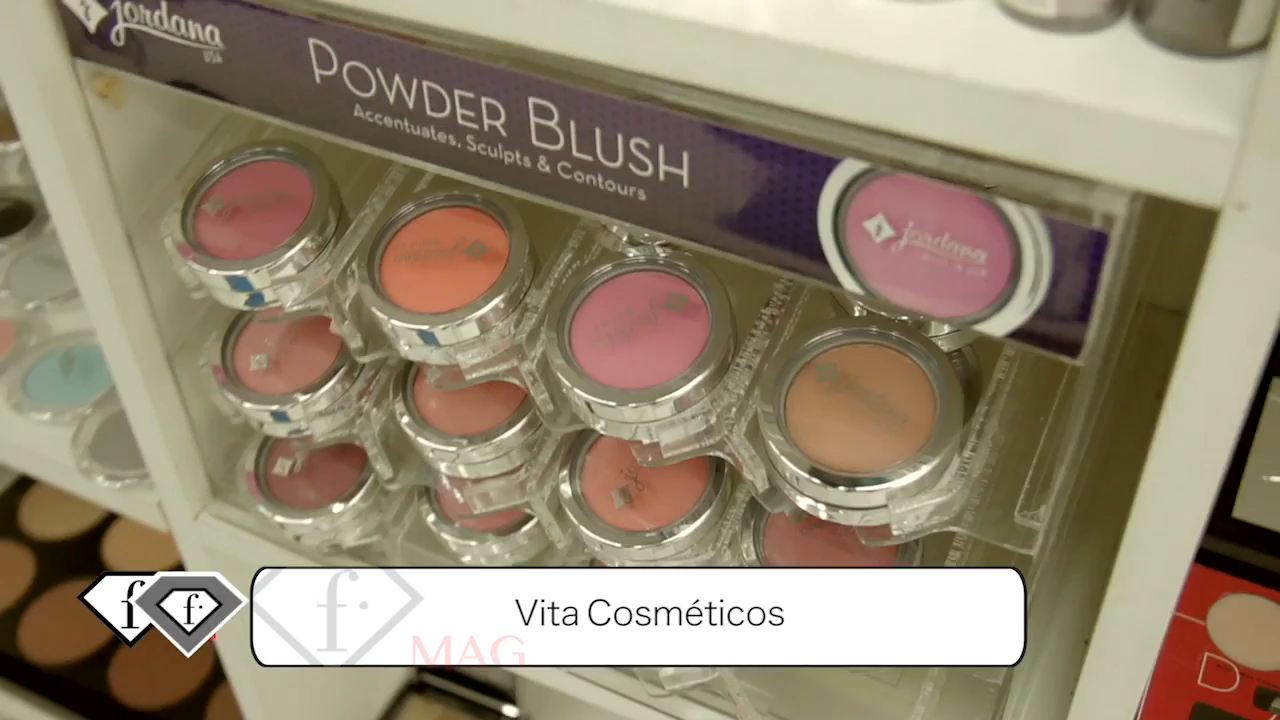 jordana
USA
POWDER BLUSH
Accentuates, Sculpts & Contours
jordana
f
f.
f.
Vita Cosméticos
MAG
D